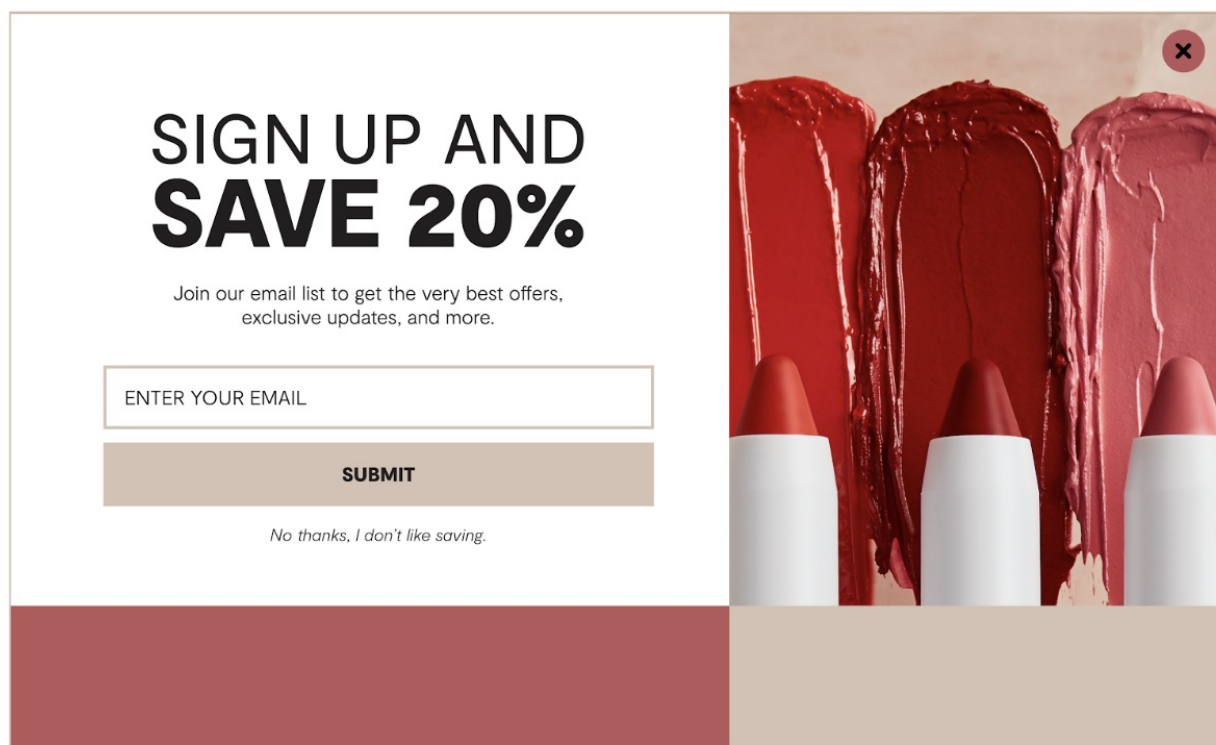 SIGN UP AND
SAVE 20%
Join our email list to get the very best offers,
exclusive updates, and more.
ENTER YOUR EMAIL
SUBMIT
No thanks, I don't like saving.